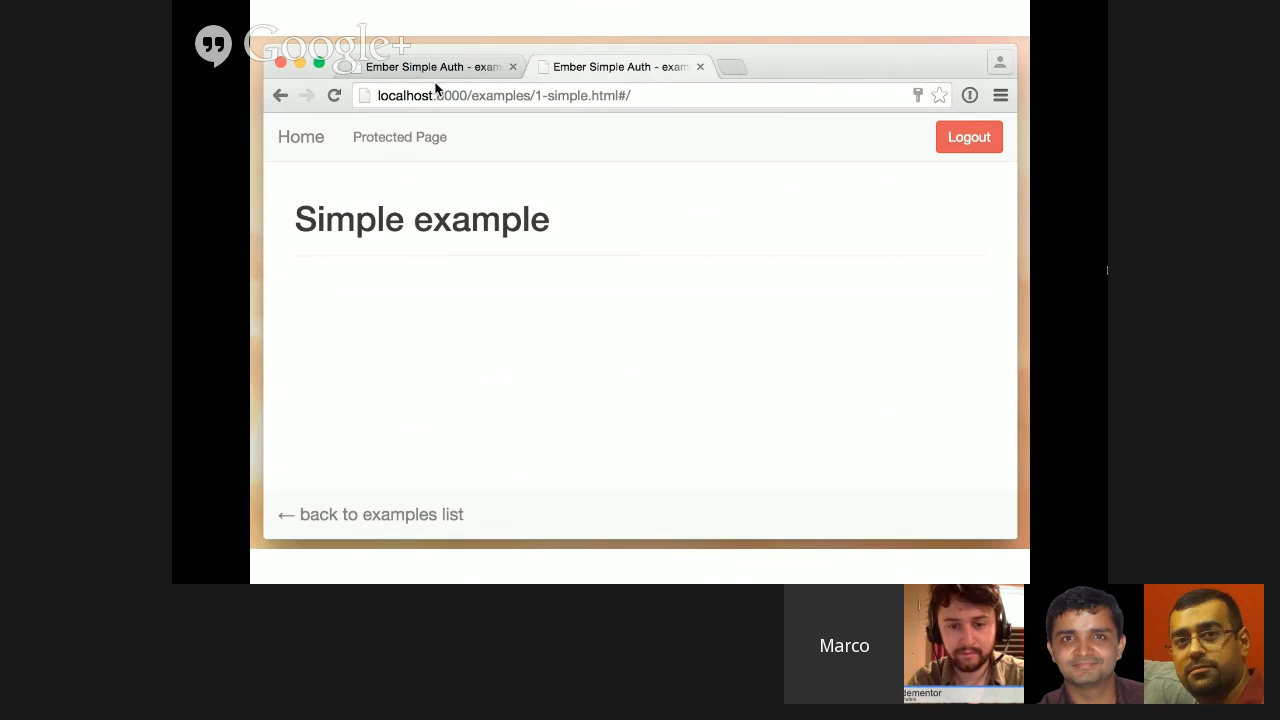 Google+
Ember Simple Auth - exam
Ember Simple Auth - exam
localhost:3000/examples/1-simple.html#/
Home
Protected Page
Logout
Simple example
← back to examples list
Marco
dementor